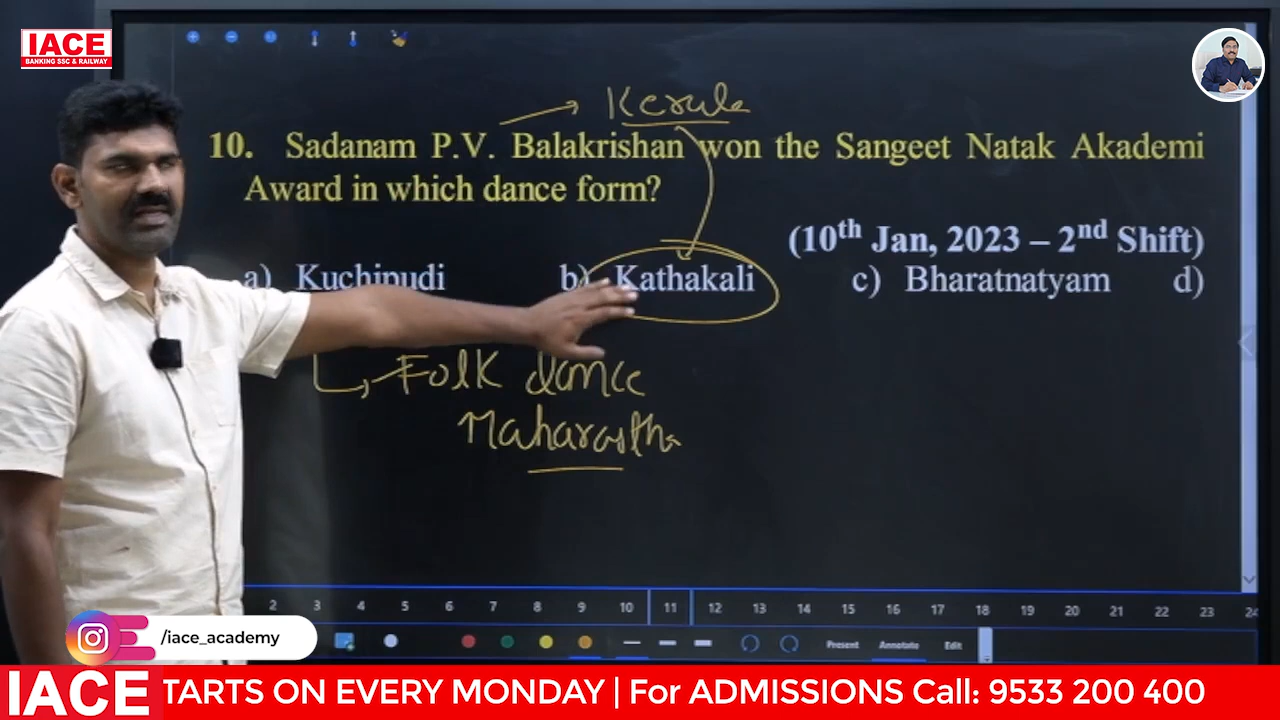 IACE
BANKING SSC & RAILWAY
Kerala
10. Sadanam P.V. Balakrishan won the Sangeet Natak Akademi
Award in which dance form?
(10th Jan, 2023 – 2nd Shift)
a) Kuchipudi b) Kathakali c) Bharatnatyam d)
Folk dance
Maharastha
2 3 4 5 6 7 8 9 10 11 12 13 14 15 16 17 18 19 20 21 22 23 24
Present Annotate Edit
/iace_academy
IACE TARTS ON EVERY MONDAY | For ADMISSIONS Call: 9533 200 400